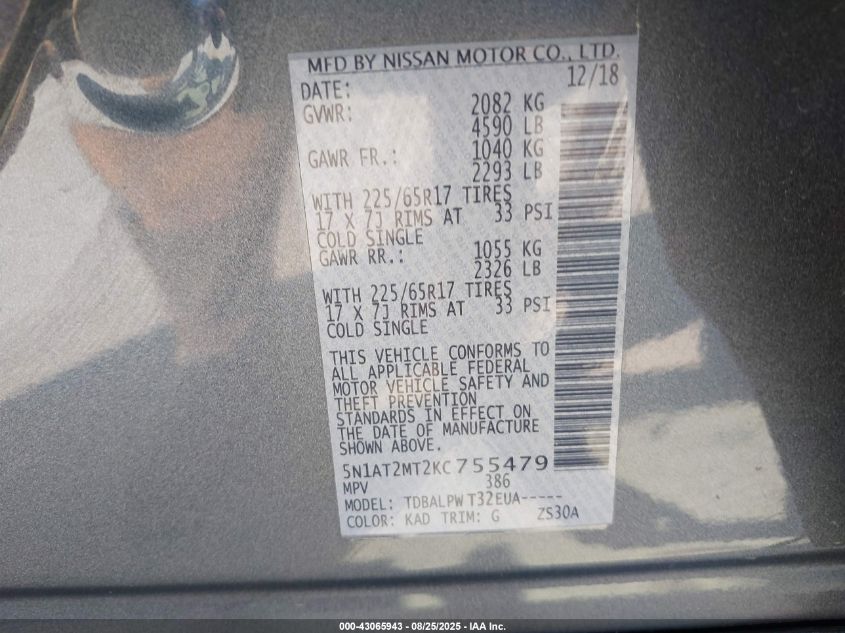 MFD BY NISSAN MOTOR CO., LTD.
DATE: 12/18
GVWR: 2082 KG
4590 LB
GAWR FR.: 1040 KG
2293 LB
WITH 225/65R17 TIRES
17 X 7J RIMS AT 33 PSI
COLD SINGLE
GAWR RR.: 1055 KG
2326 LB
WITH 225/65R17 TIRES
17 X 7J RIMS AT 33 PSI
COLD SINGLE
THIS VEHICLE CONFORMS TO
ALL APPLICABLE FEDERAL
MOTOR VEHICLE SAFETY AND
THEFT PREVENTION
STANDARDS IN EFFECT ON
THE DATE OF MANUFACTURE
SHOWN ABOVE.
5N1AT2MT2KC755479
MPV 386
MODEL: TDBALPW T32EUA-----
COLOR: KAD TRIM: G ZS30A
000-43065943 - 08/25/2025 - IAA Inc.